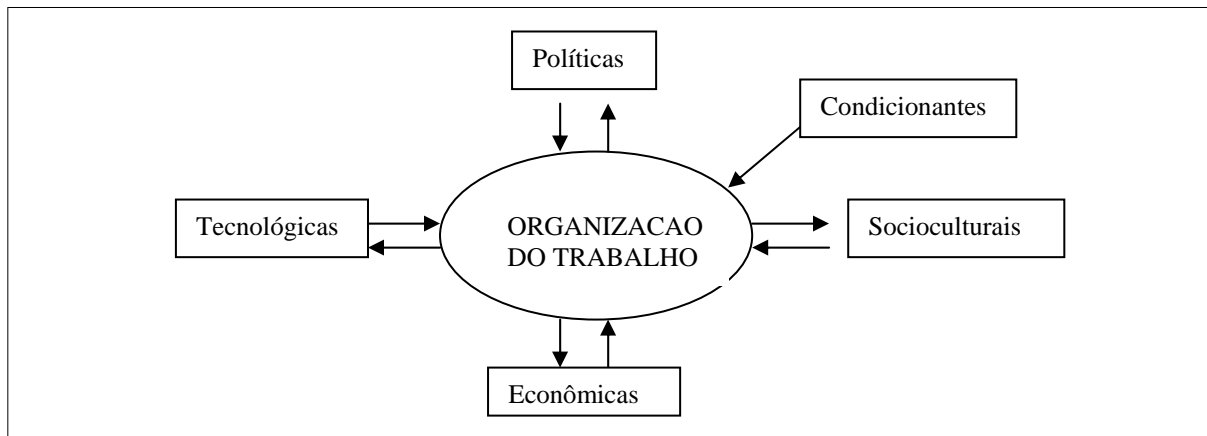 Políticas
Condicionantes
Tecnológicas
ORGANIZACAO
DO TRABALHO
Socioculturais
Econômicas